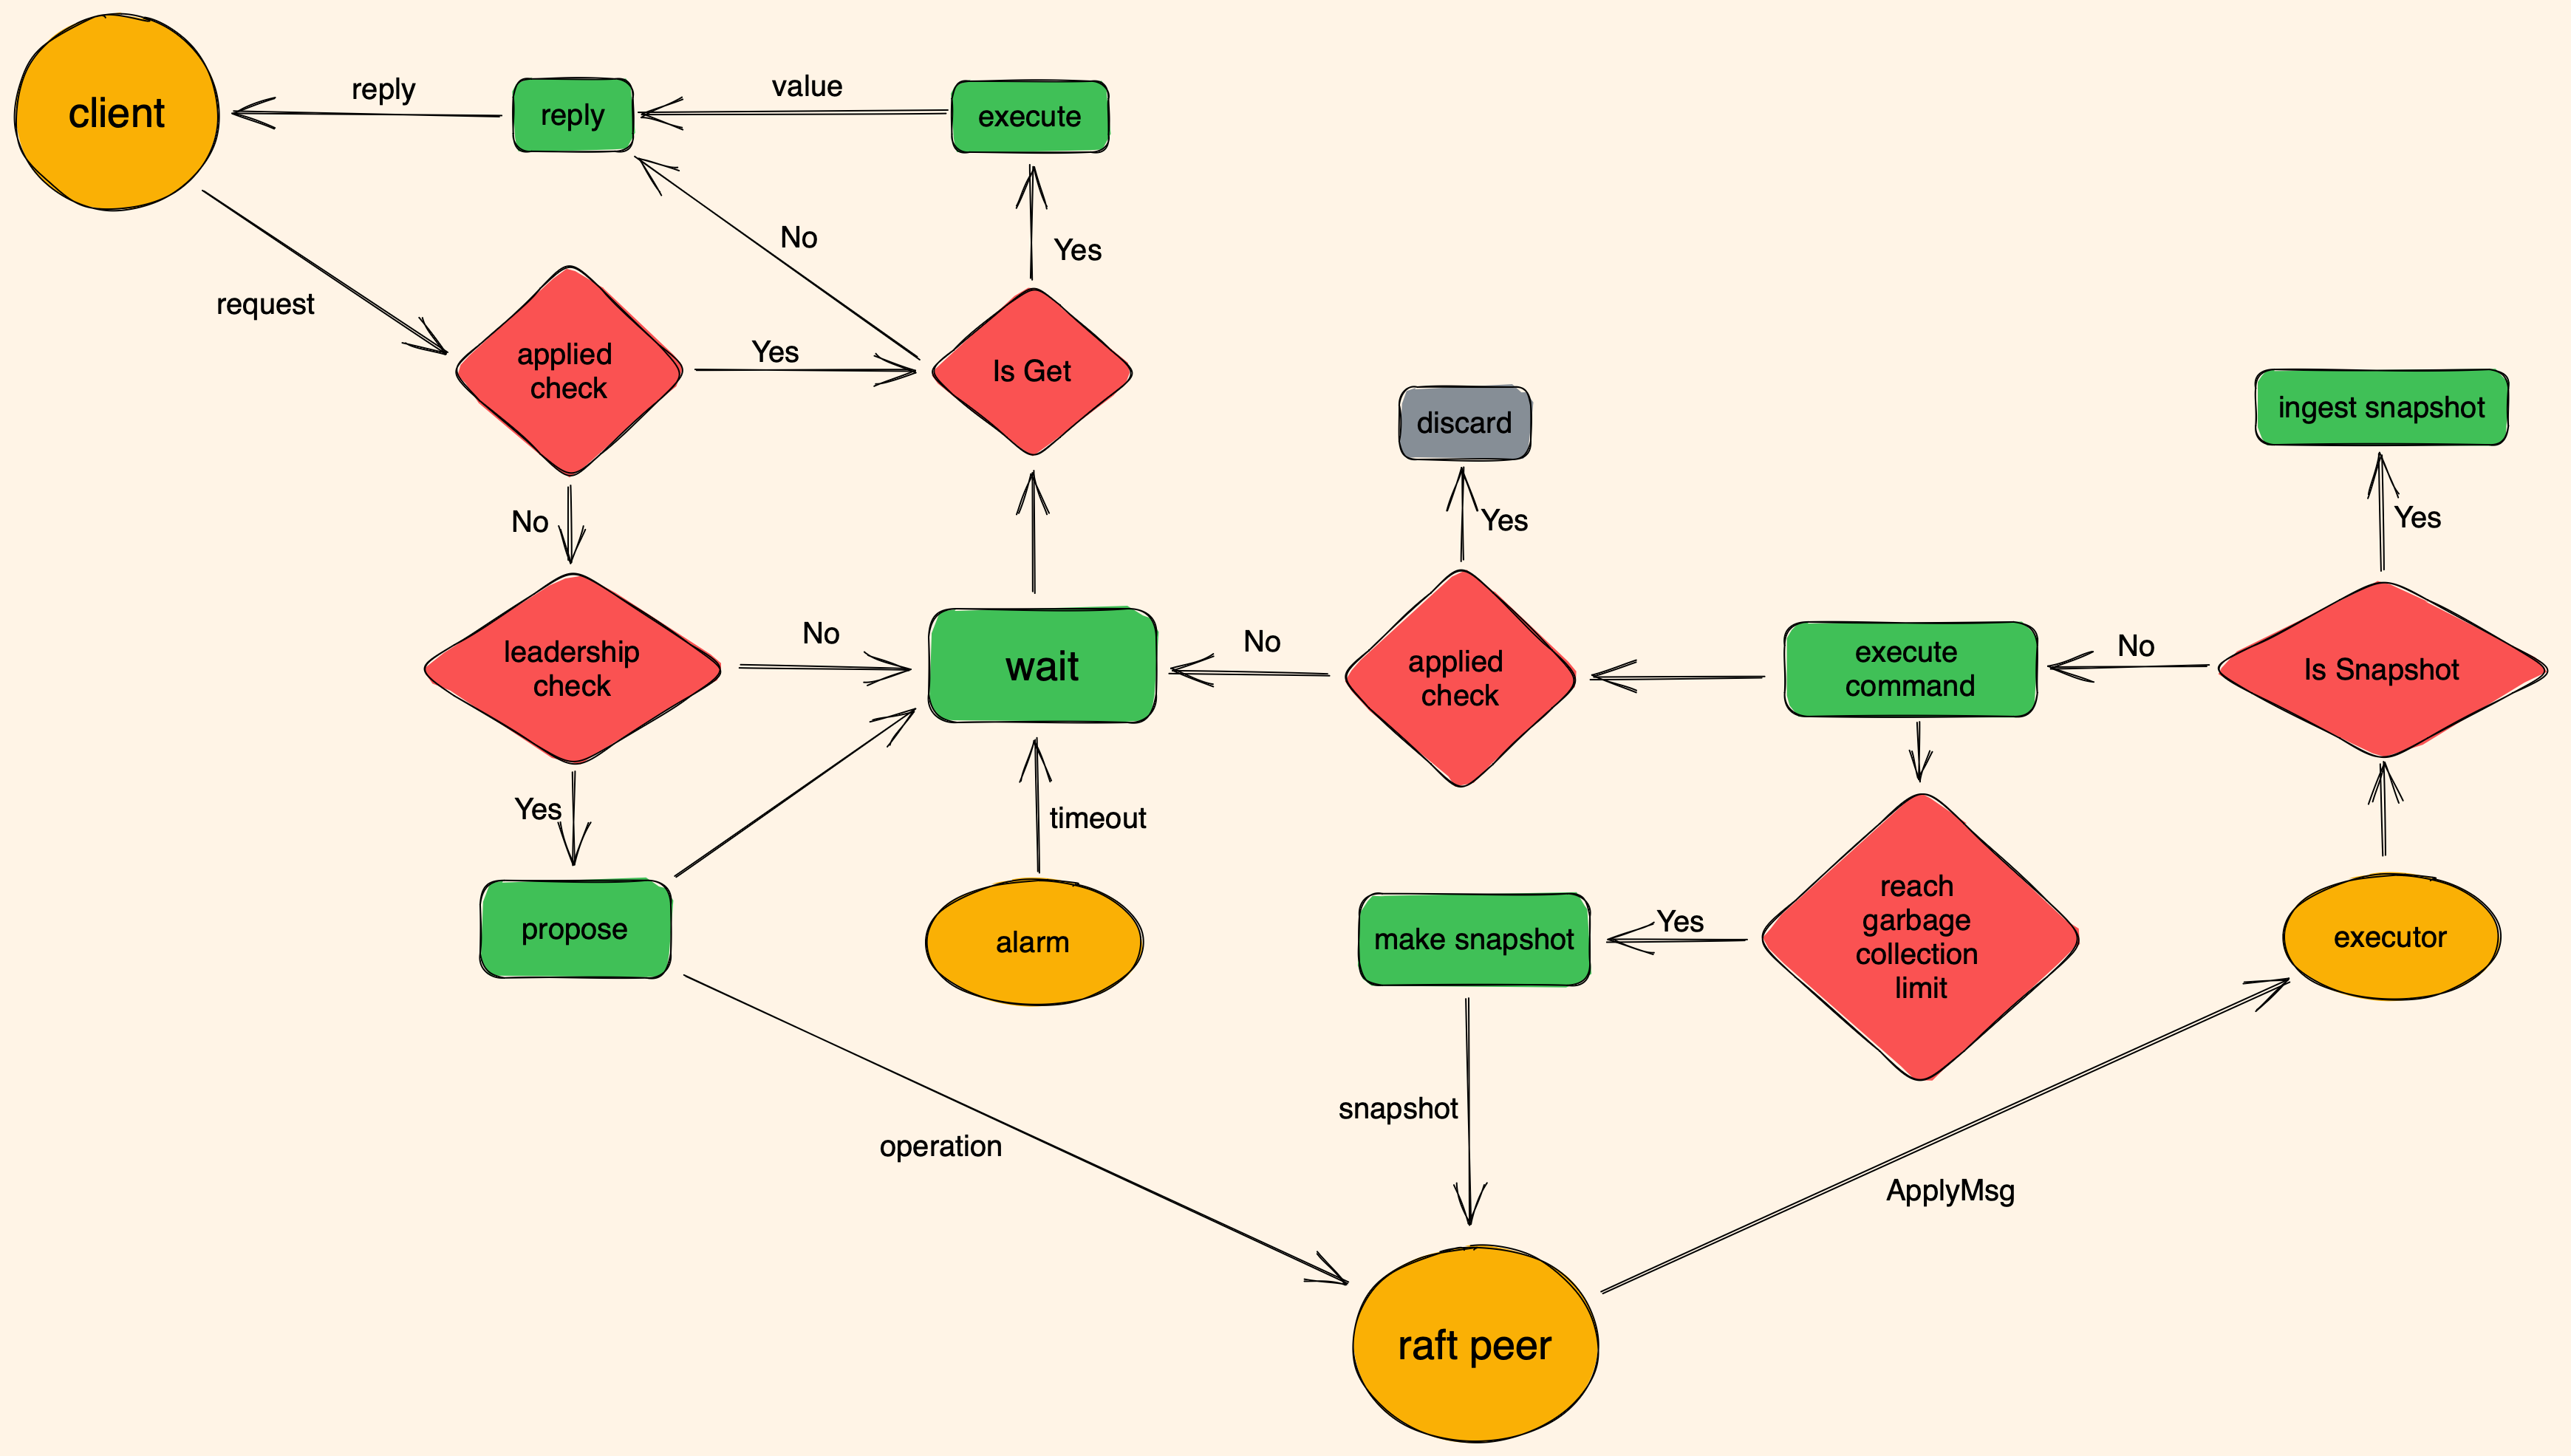 client
reply
reply
value
execute
No
Yes
request
applied
check
Yes
Is Get
discard
ingest snapshot
No
Yes
Yes
leadership
check
No
wait
No
applied
check
execute
command
No
Is Snapshot
Yes
timeout
propose
alarm
make snapshot
Yes
reach
garbage
collection
limit
executor
snapshot
operation
ApplyMsg
raft peer